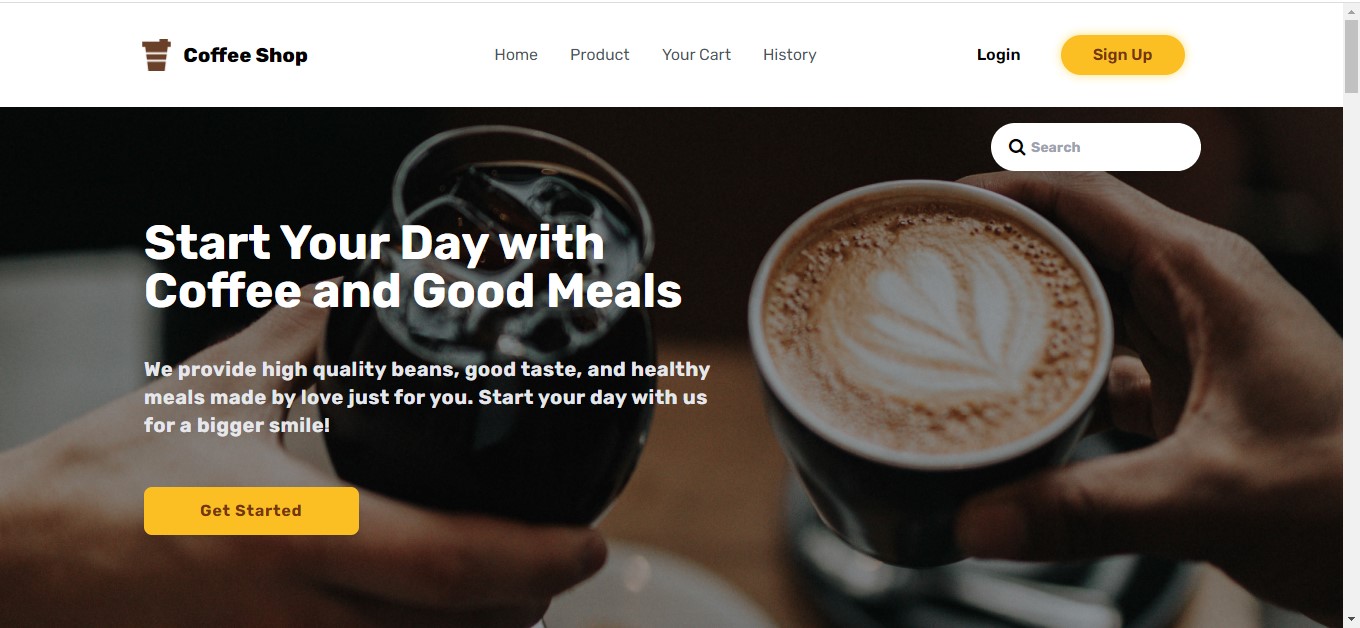 Coffee Shop
Home Product Your Cart History
Login
Sign Up
Search
Start Your Day with
Coffee and Good Meals
We provide high quality beans, good taste, and healthy
meals made by love just for you. Start your day with us
for a bigger smile!
Get Started